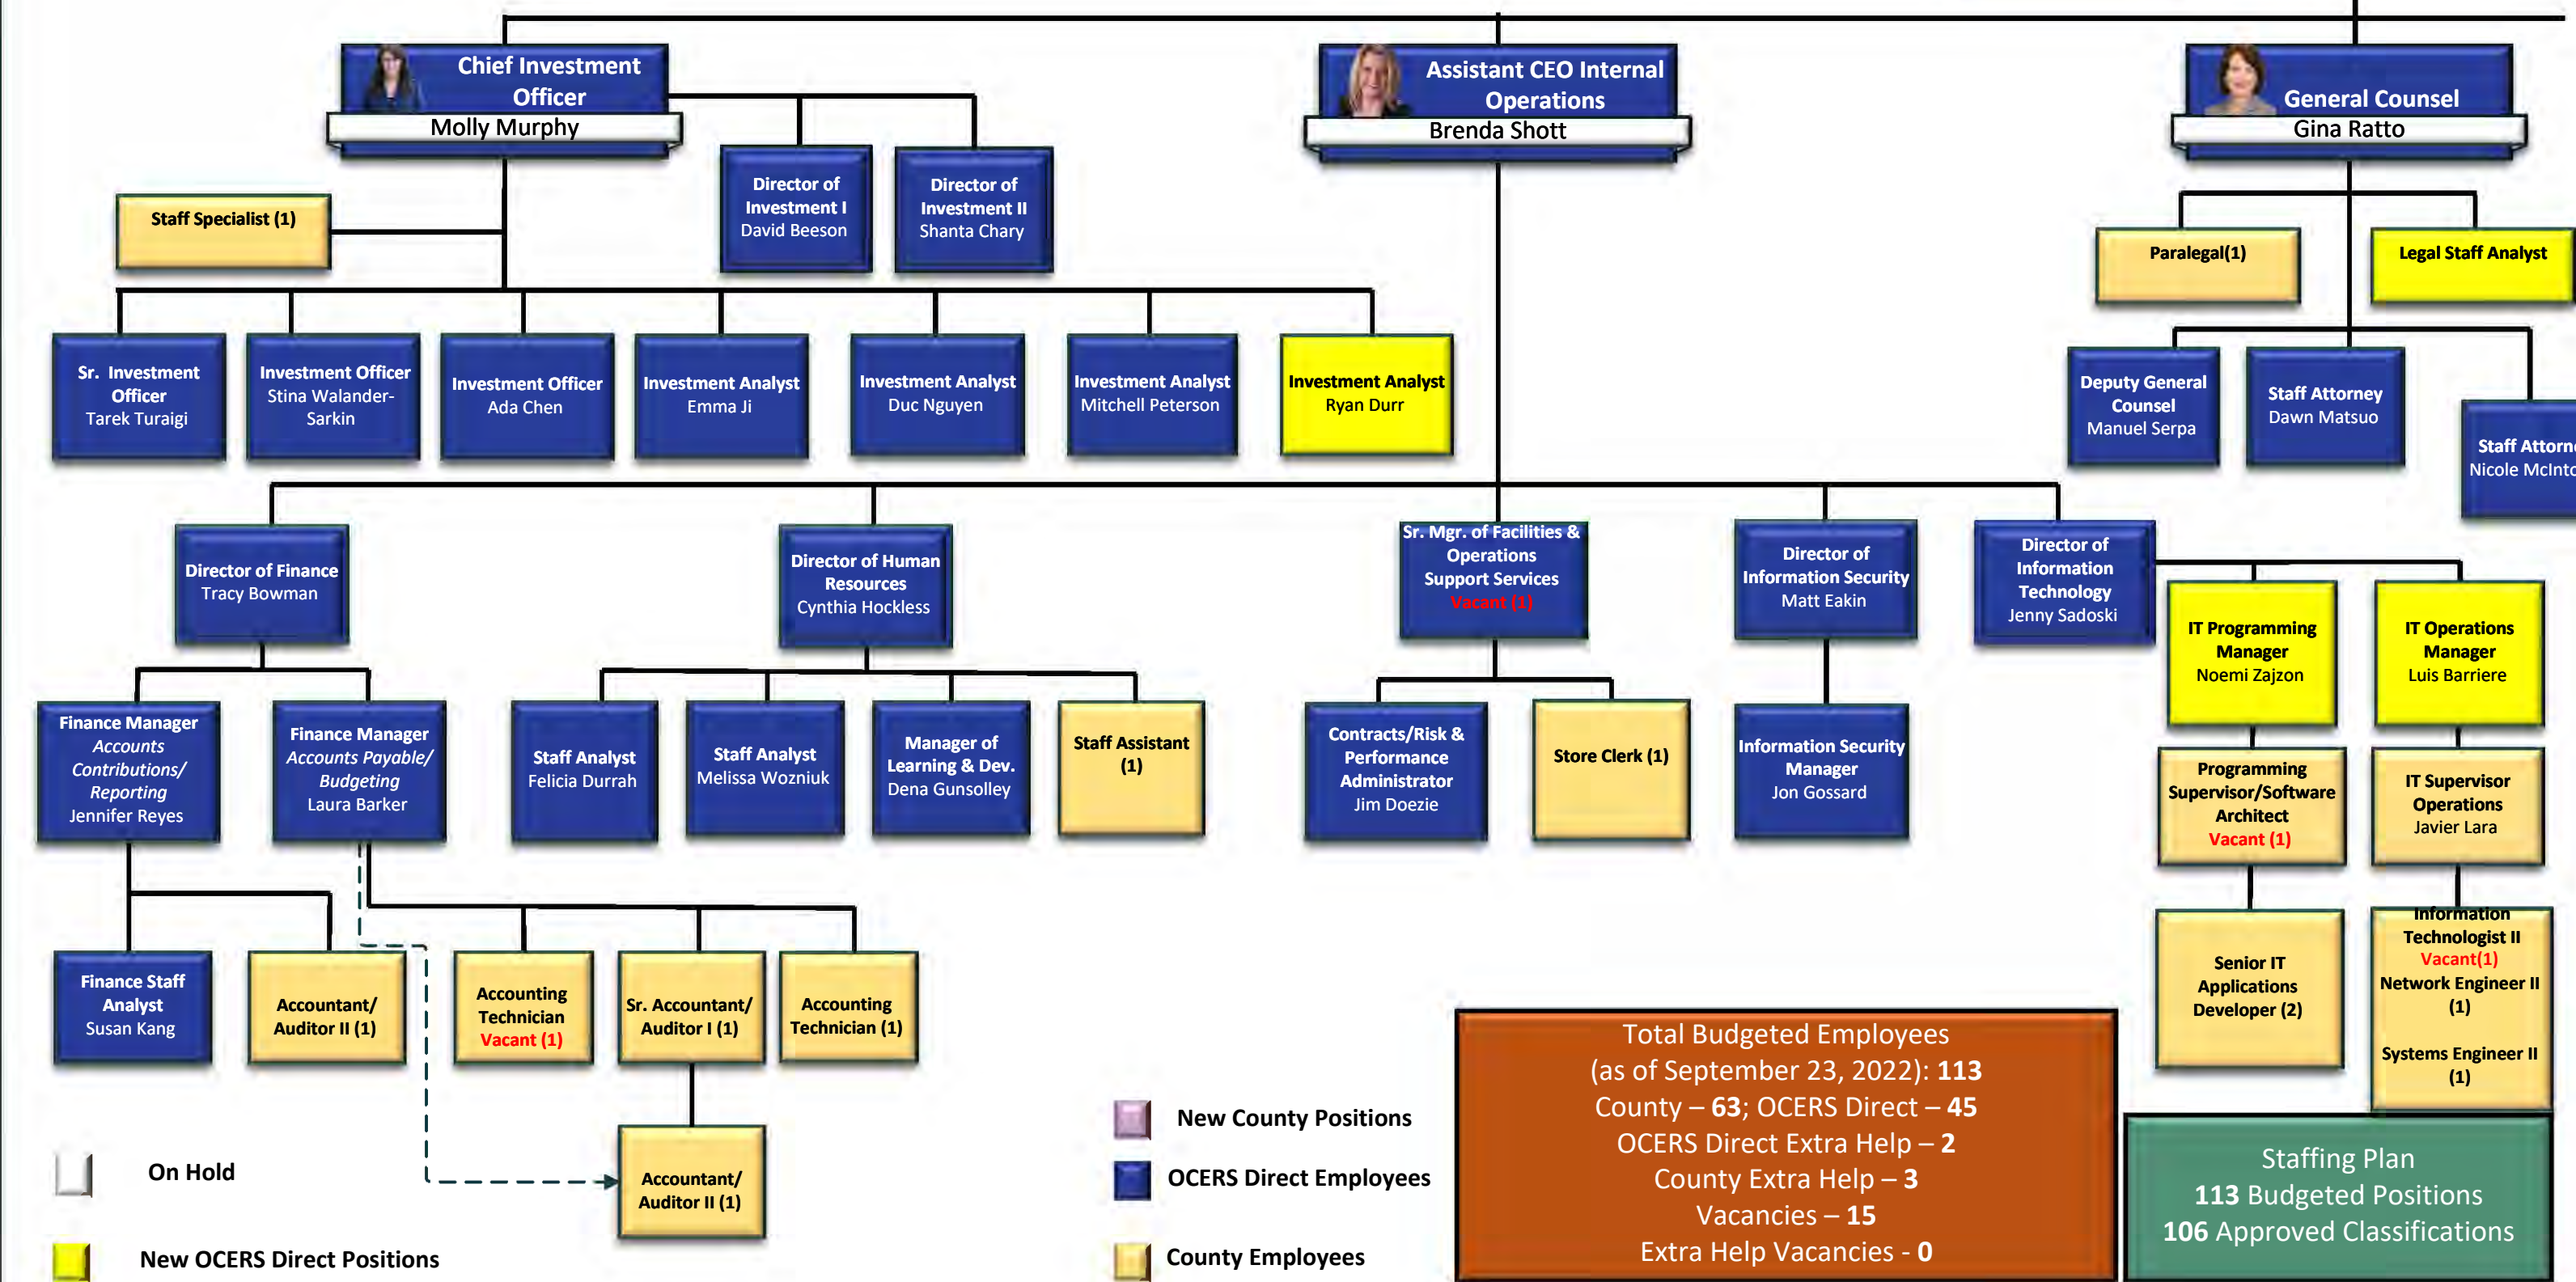 Chief Investment
Officer
Molly Murphy
Assistant CEO Internal
Operations
Brenda Shott
General Counsel
Gina Ratto
Staff Specialist (1)
Director of
Investment I
David Beeson
Director of
Investment II
Shanta Chary
Paralegal(1)
Legal Staff Analyst
Sr. Investment
Officer
Tarek Turaigi
Investment Officer
Stina Walander-
Sarkin
Investment Officer
Ada Chen
Investment Analyst
Emma Ji
Investment Analyst
Duc Nguyen
Investment Analyst
Mitchell Peterson
Investment Analyst
Ryan Durr
Deputy General
Counsel
Manuel Serpa
Staff Attorney
Dawn Matsuo
Staff
Nicole
Director of Finance
Tracy Bowman
Director of Human
Resources
Cynthia Hockless
Sr. Mgr. of Facilities &
Operations
Support Services
Vacant (1)
Director of
Information Security
Matt Eakin
Director of
Information
Technology
Jenny Sadoski
IT Programming
Manager
Noemi Zajzon
IT Operations
Manager
Luis Barriere
Finance Manager
Accounts
Contributions/
Reporting
Jennifer Reyes
Finance Manager
Accounts Payable/
Budgeting
Laura Barker
Staff Analyst
Felicia Durrah
Staff Analyst
Melissa Wozniuk
Manager of
Learning & Dev.
Dena Gunsolley
Staff Assistant
(1)
Contracts/Risk &
Performance
Administrator
Jim Doezie
Store Clerk (1)
Information Security
Manager
Jon Gossard
Programming
Supervisor/Software
Architect
Vacant (1)
IT Supervisor
Operations
Javier Lara
Finance Staff
Analyst
Susan Kang
Accountant/
Auditor II (1)
Accounting
Technician
Vacant (1)
Sr. Accountant/
Auditor I (1)
Accounting
Technician (1)
Senior IT
Applications
Developer (2)
Information
Technologist II
Vacant(1)
Network Engineer II
(1)
Systems Engineer II
(1)
Accountant/
Auditor II (1)
On Hold
New OCERS Direct Positions
New County Positions
OCERS Direct Employees
County Employees
Total Budgeted Employees
(as of September 23, 2022): 113
County – 63; OCERS Direct – 45
OCERS Direct Extra Help – 2
County Extra Help – 3
Vacancies – 15
Extra Help Vacancies - 0
Staffing Plan
113 Budgeted Positions
106 Approved Classifications